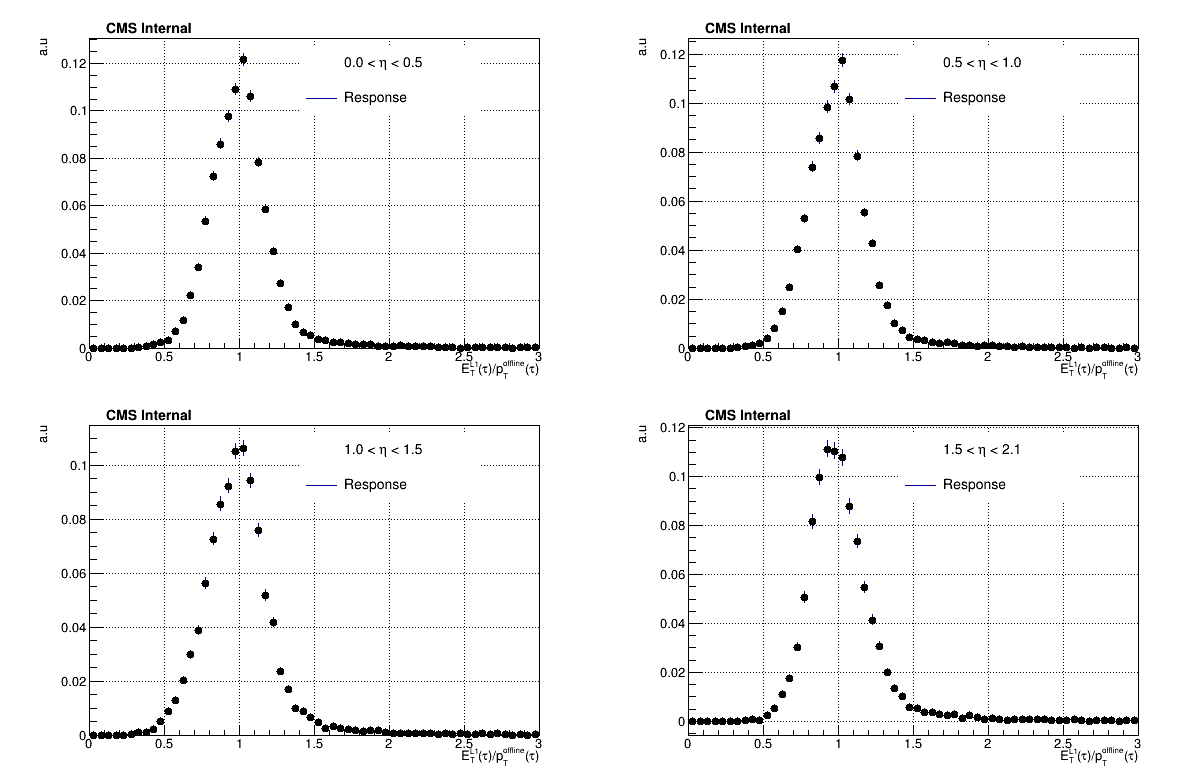 CMS Internal
a.u
0.0 < η < 0.5
Response
0.12
0.1
0.08
0.06
0.04
0.02
0
0 0.5 1 1.5 2 2.5 3
E_T^L1(τ)/p_T^offline(τ)
CMS Internal
a.u
0.5 < η < 1.0
Response
0.12
0.1
0.08
0.06
0.04
0.02
0
0 0.5 1 1.5 2 2.5 3
E_T^L1(τ)/p_T^offline(τ)
CMS Internal
a.u
1.0 < η < 1.5
Response
0.1
0.08
0.06
0.04
0.02
0
0 0.5 1 1.5 2 2.5 3
E_T^L1(τ)/p_T^offline(τ)
CMS Internal
a.u
1.5 < η < 2.1
Response
0.12
0.1
0.08
0.06
0.04
0.02
0
0 0.5 1 1.5 2 2.5 3
E_T^L1(τ)/p_T^offline(τ)